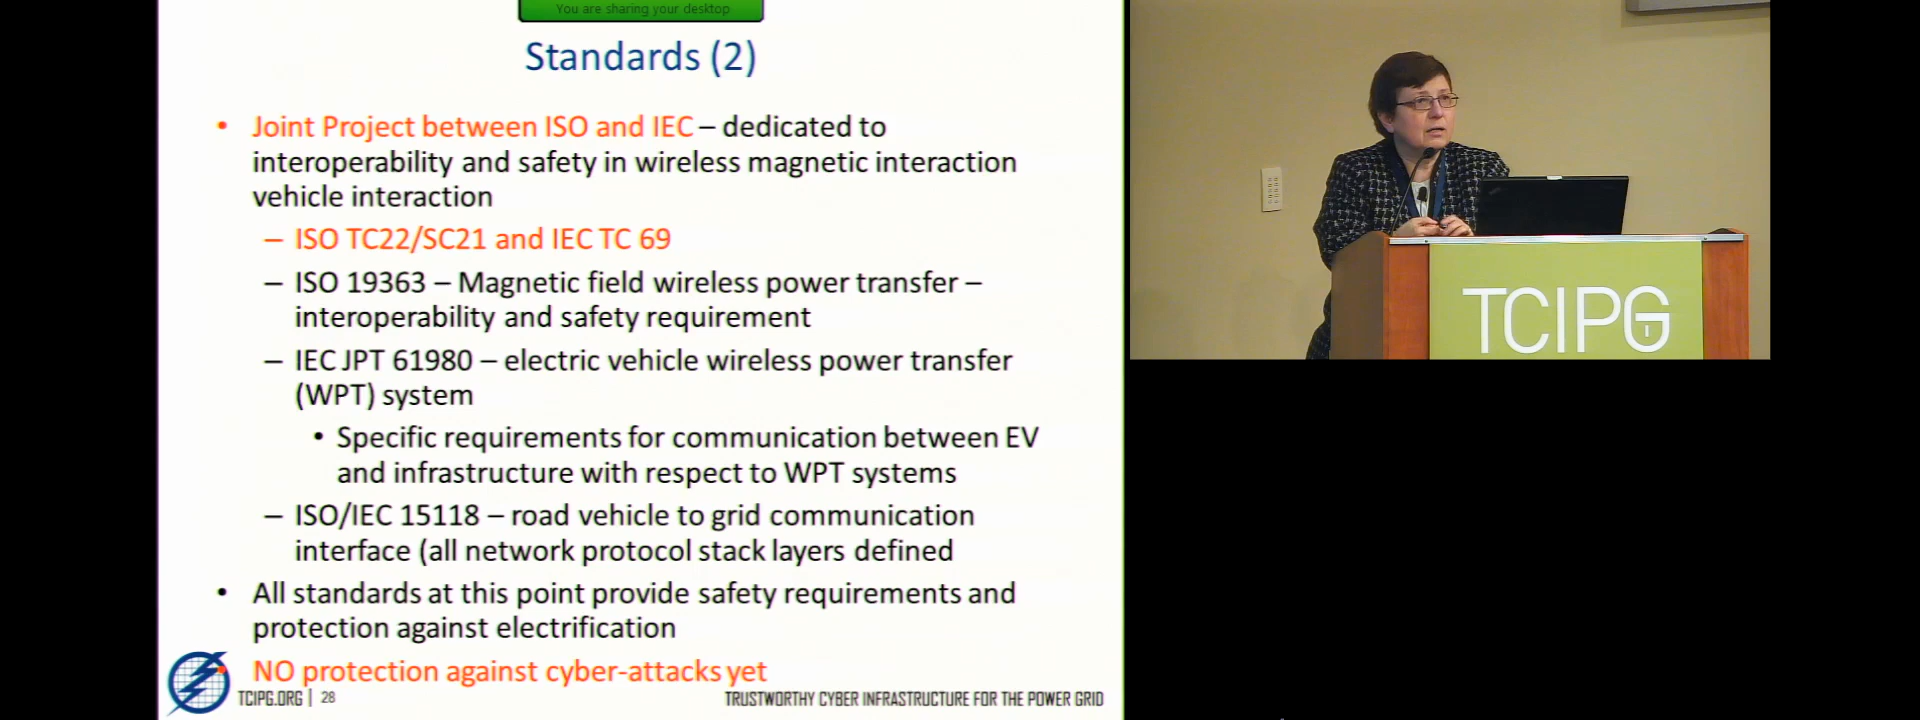 You are sharing your desktop
Standards (2)
• Joint Project between ISO and IEC – dedicated to
interoperability and safety in wireless magnetic interaction
vehicle interaction
– ISO TC22/SC21 and IEC TC 69
– ISO 19363 – Magnetic field wireless power transfer –
interoperability and safety requirement
– IEC JPT 61980 – electric vehicle wireless power transfer
(WPT) system
• Specific requirements for communication between EV
and infrastructure with respect to WPT systems
– ISO/IEC 15118 – road vehicle to grid communication
interface (all network protocol stack layers defined
• All standards at this point provide safety requirements and
protection against electrification
NO protection against cyber-attacks yet
TCIPG.ORG | 28
TRUSTWORTHY CYBER INFRASTRUCTURE FOR THE POWER GRID
TCIPG